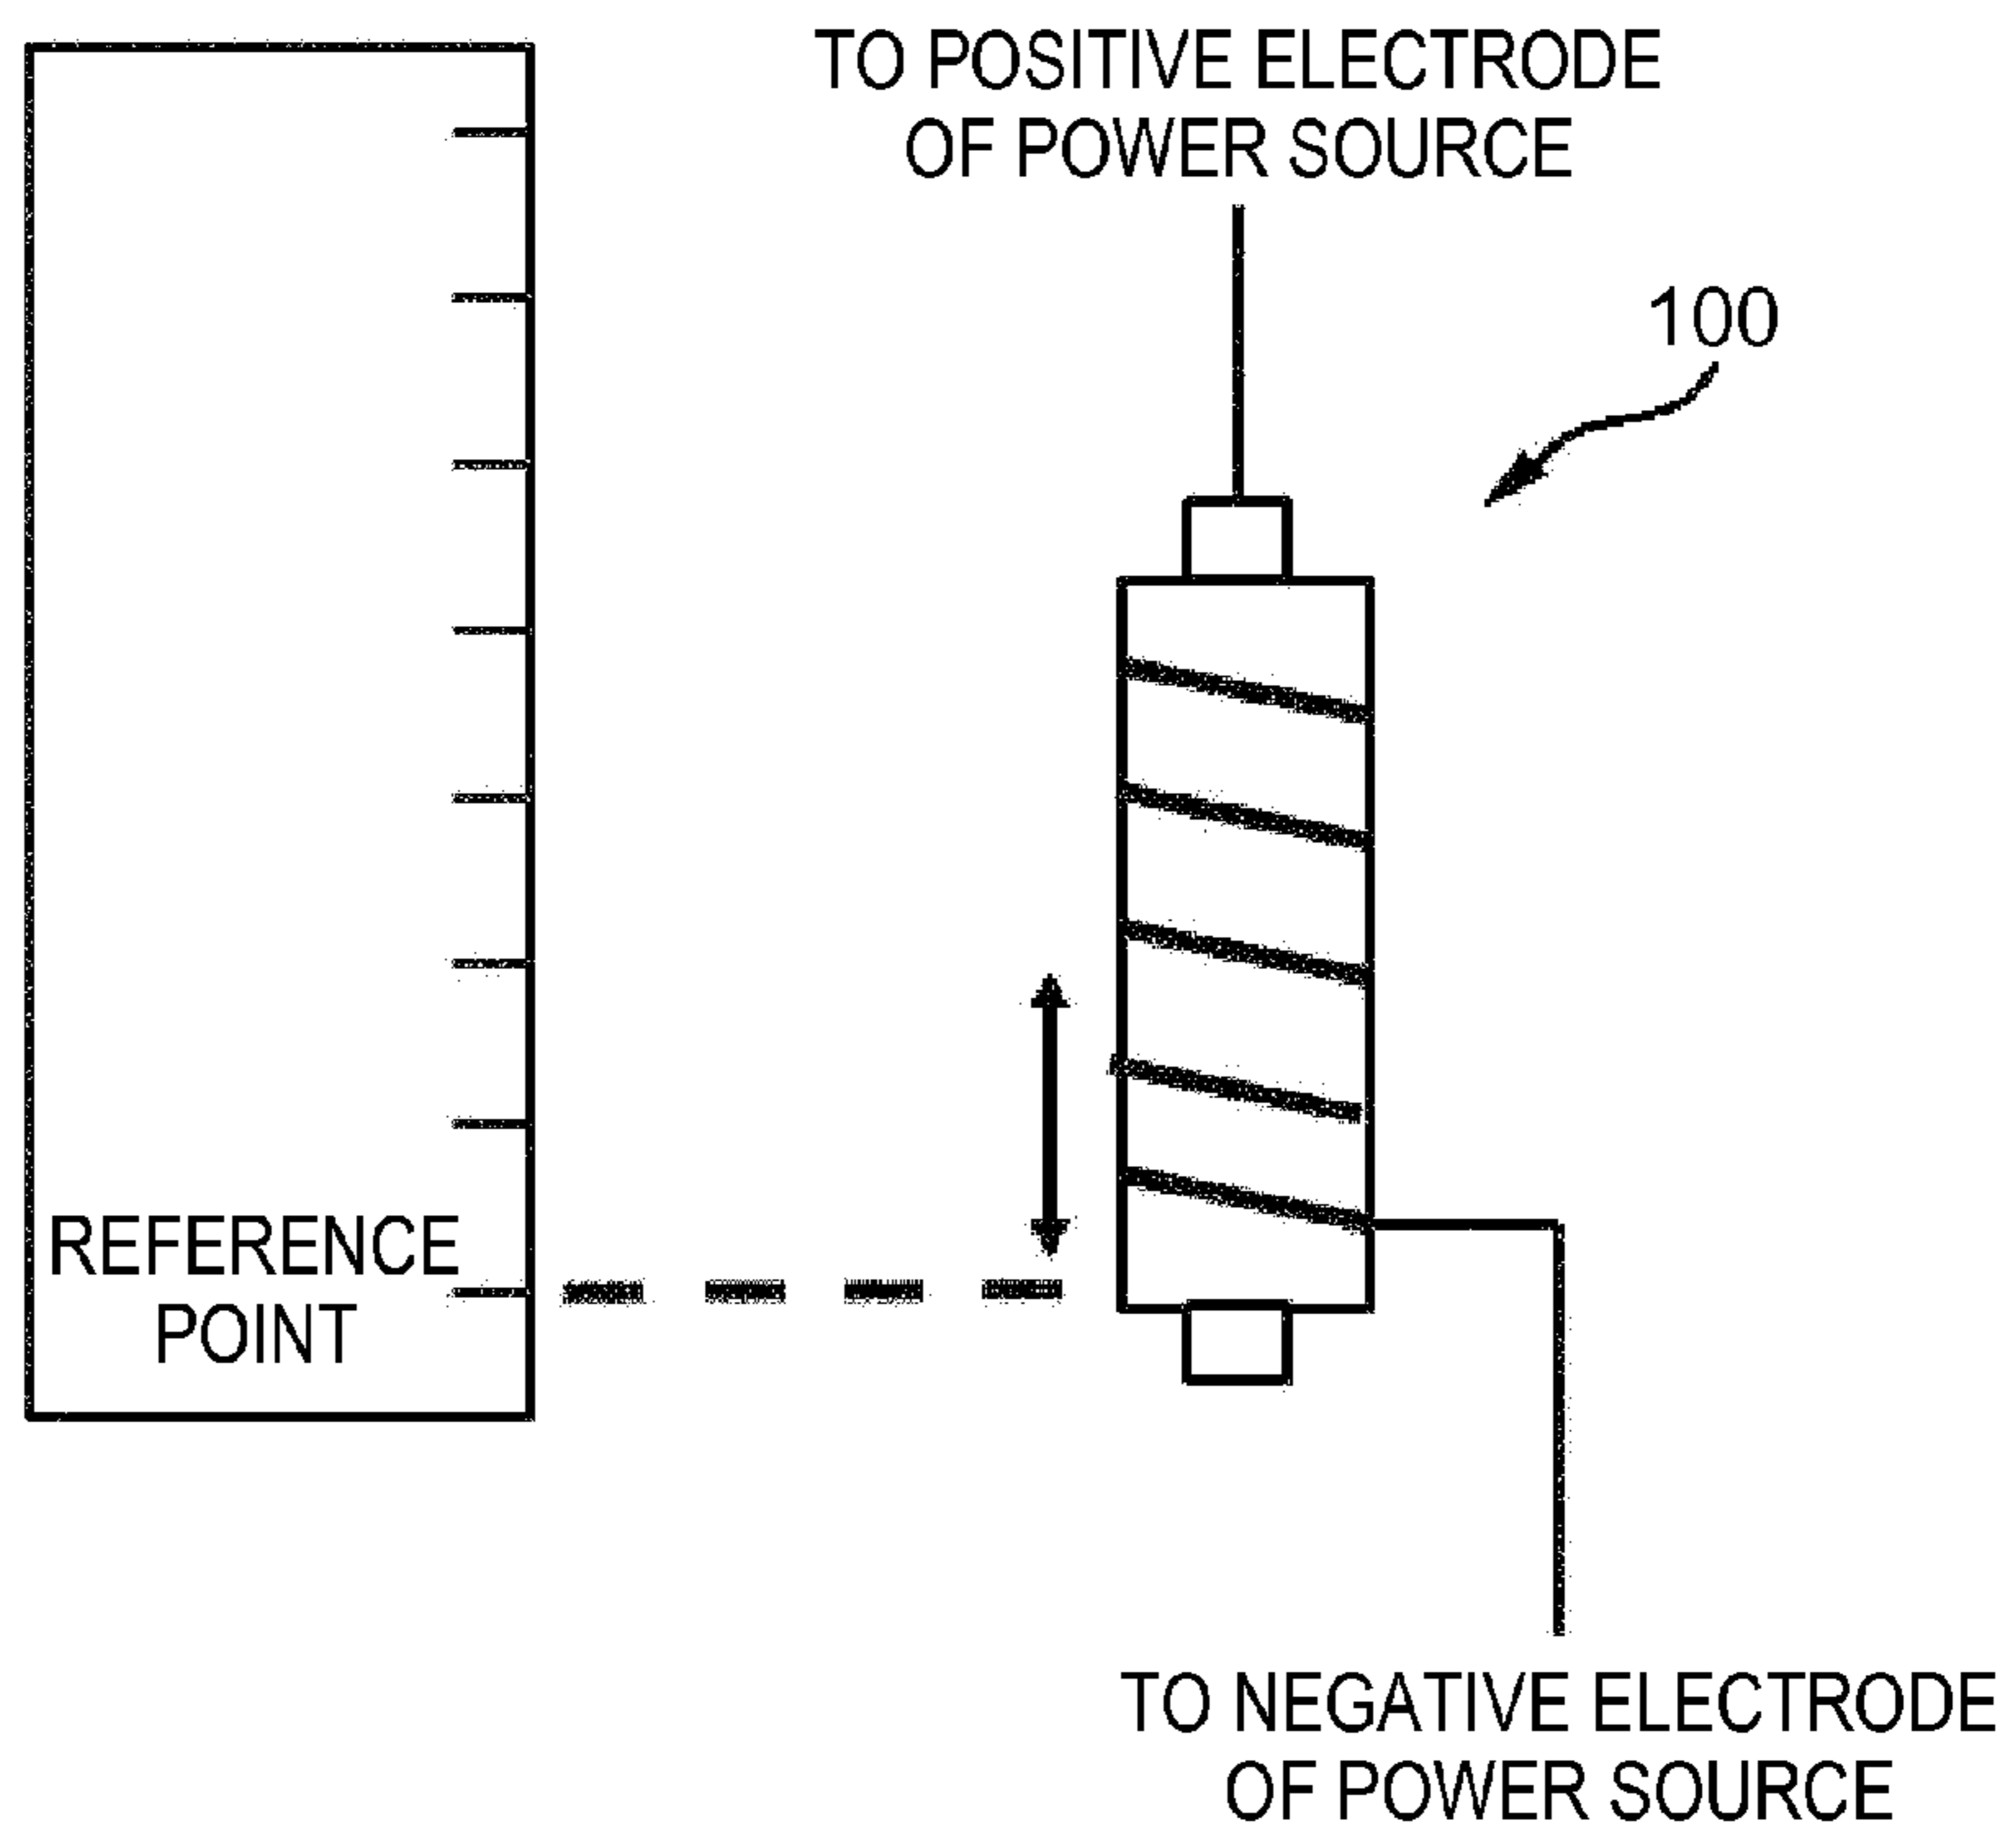 TO POSITIVE ELECTRODE
OF POWER SOURCE
100
REFERENCE
POINT
TO NEGATIVE ELECTRODE
OF POWER SOURCE